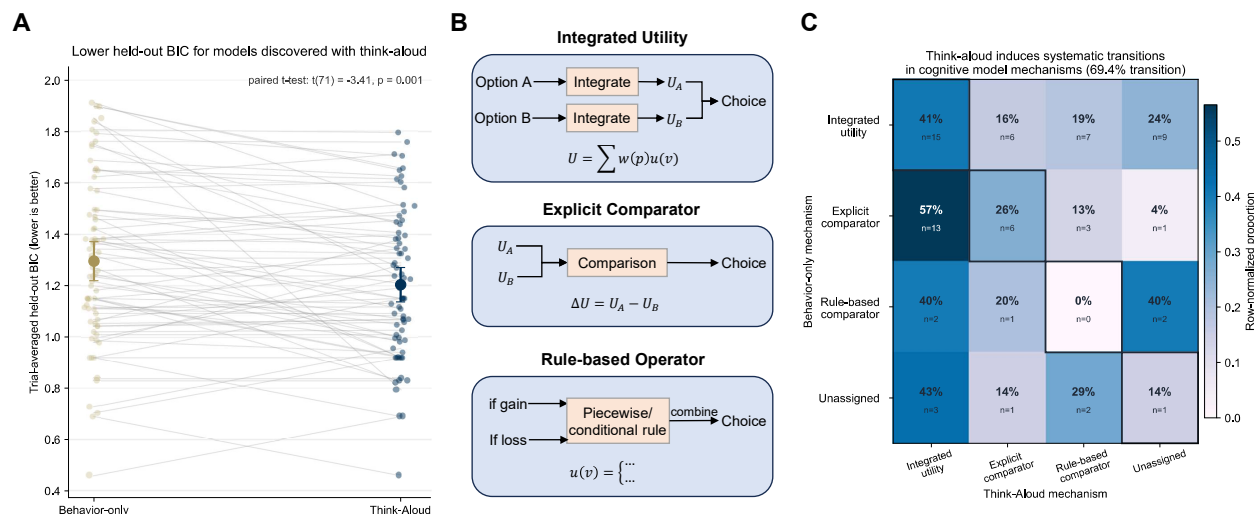 A
Lower held-out BIC for models discovered with think-aloud
paired t-test: t(71) = -3.41, p = 0.001
Trial-averaged held-out BIC (lower is better)
2.0
1.8
1.6
1.4
1.2
1.0
0.8
0.6
0.4
Behavior-only
Think-Aloud
B
Integrated Utility
Option A
Integrate
U_A
Option B
Integrate
U_B
Choice
U = ∑ w(p)u(v)
Explicit Comparator
U_A
U_B
Comparison
Choice
ΔU = U_A − U_B
Rule-based Operator
if gain
If loss
Piecewise/
conditional rule
combine
Choice
u(v) = {...
...
C
Think-aloud induces systematic transitions
in cognitive model mechanisms (69.4% transition)
Behavior-only mechanism
Integrated
utility
41%
16%
19%
24%
n=15
n=6
n=7
n=9
Explicit
comparator
57%
26%
13%
4%
n=13
n=6
n=3
n=1
Rule-based
comparator
40%
20%
0%
40%
n=2
n=1
n=0
n=2
Unassigned
43%
14%
29%
14%
n=3
n=1
n=2
n=1
Integrated
utility
Explicit
comparator
Rule-based
comparator
Unassigned
Think-Aloud mechanism
0.5
0.4
0.3
0.2
0.1
0.0
Row-normalized proportion